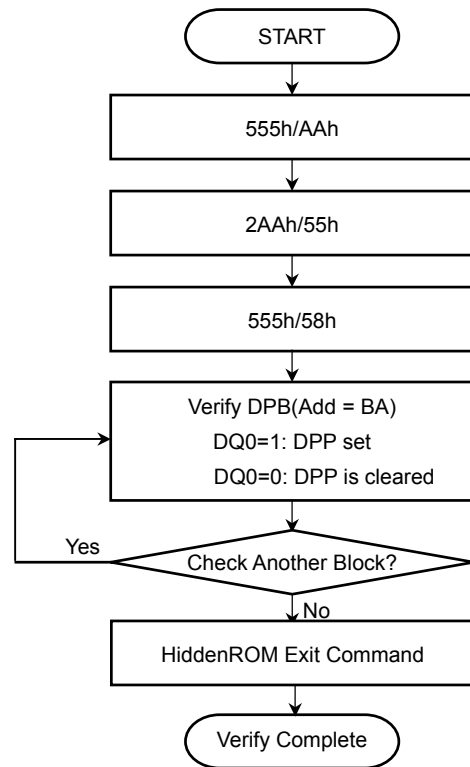 START
555h/AAh
2AAh/55h
555h/58h
Verify DPB(Add = BA)
DQ0=1: DPP set
DQ0=0: DPP is cleared
Yes
Check Another Block?
No
HiddenROM Exit Command
Verify Complete